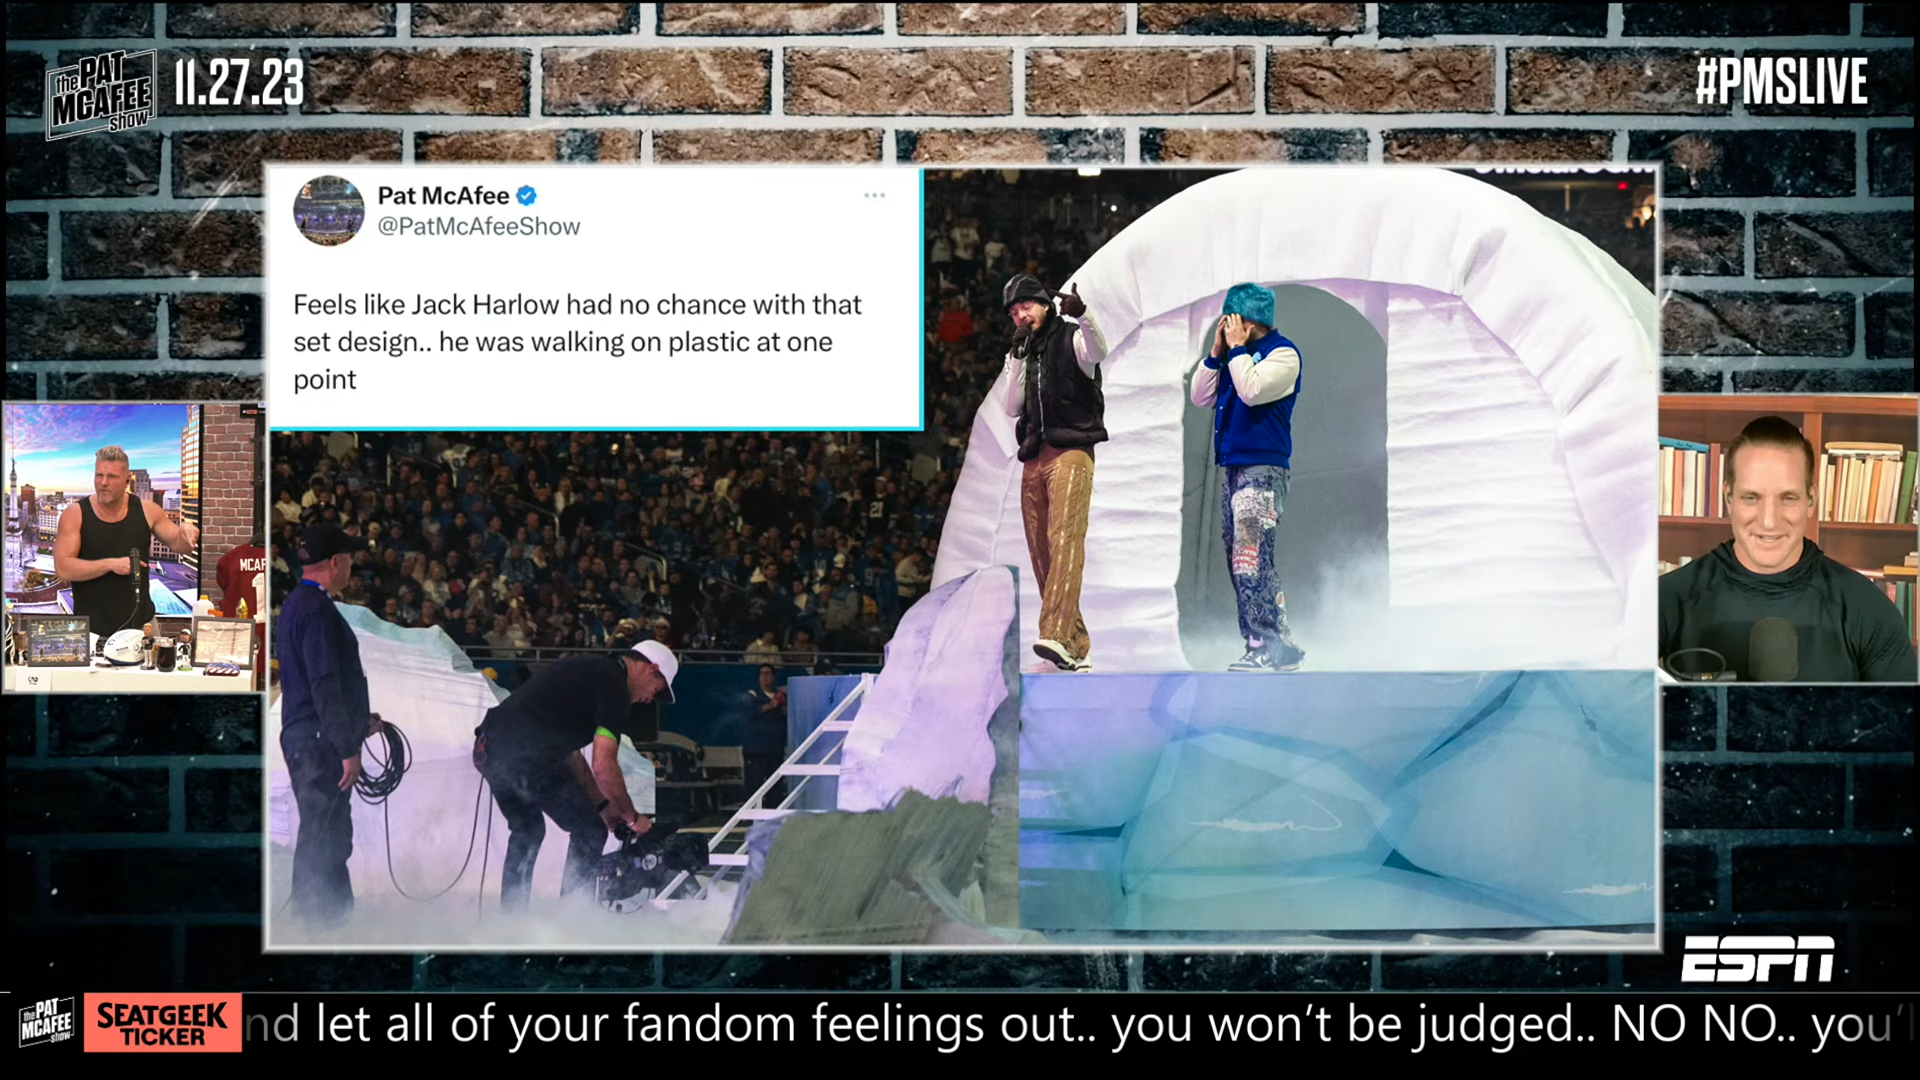 the PAT MCAFEE show
11.27.23
#PMSLIVE
Pat McAfee
@PatMcAfeeShow
Feels like Jack Harlow had no chance with that
set design.. he was walking on plastic at one
point
21
MCAF
ESPN
the PAT MCAFEE show
SEATGEEK
TICKER
nd let all of your fandom feelings out.. you won't be judged.. NO NO.. you'l